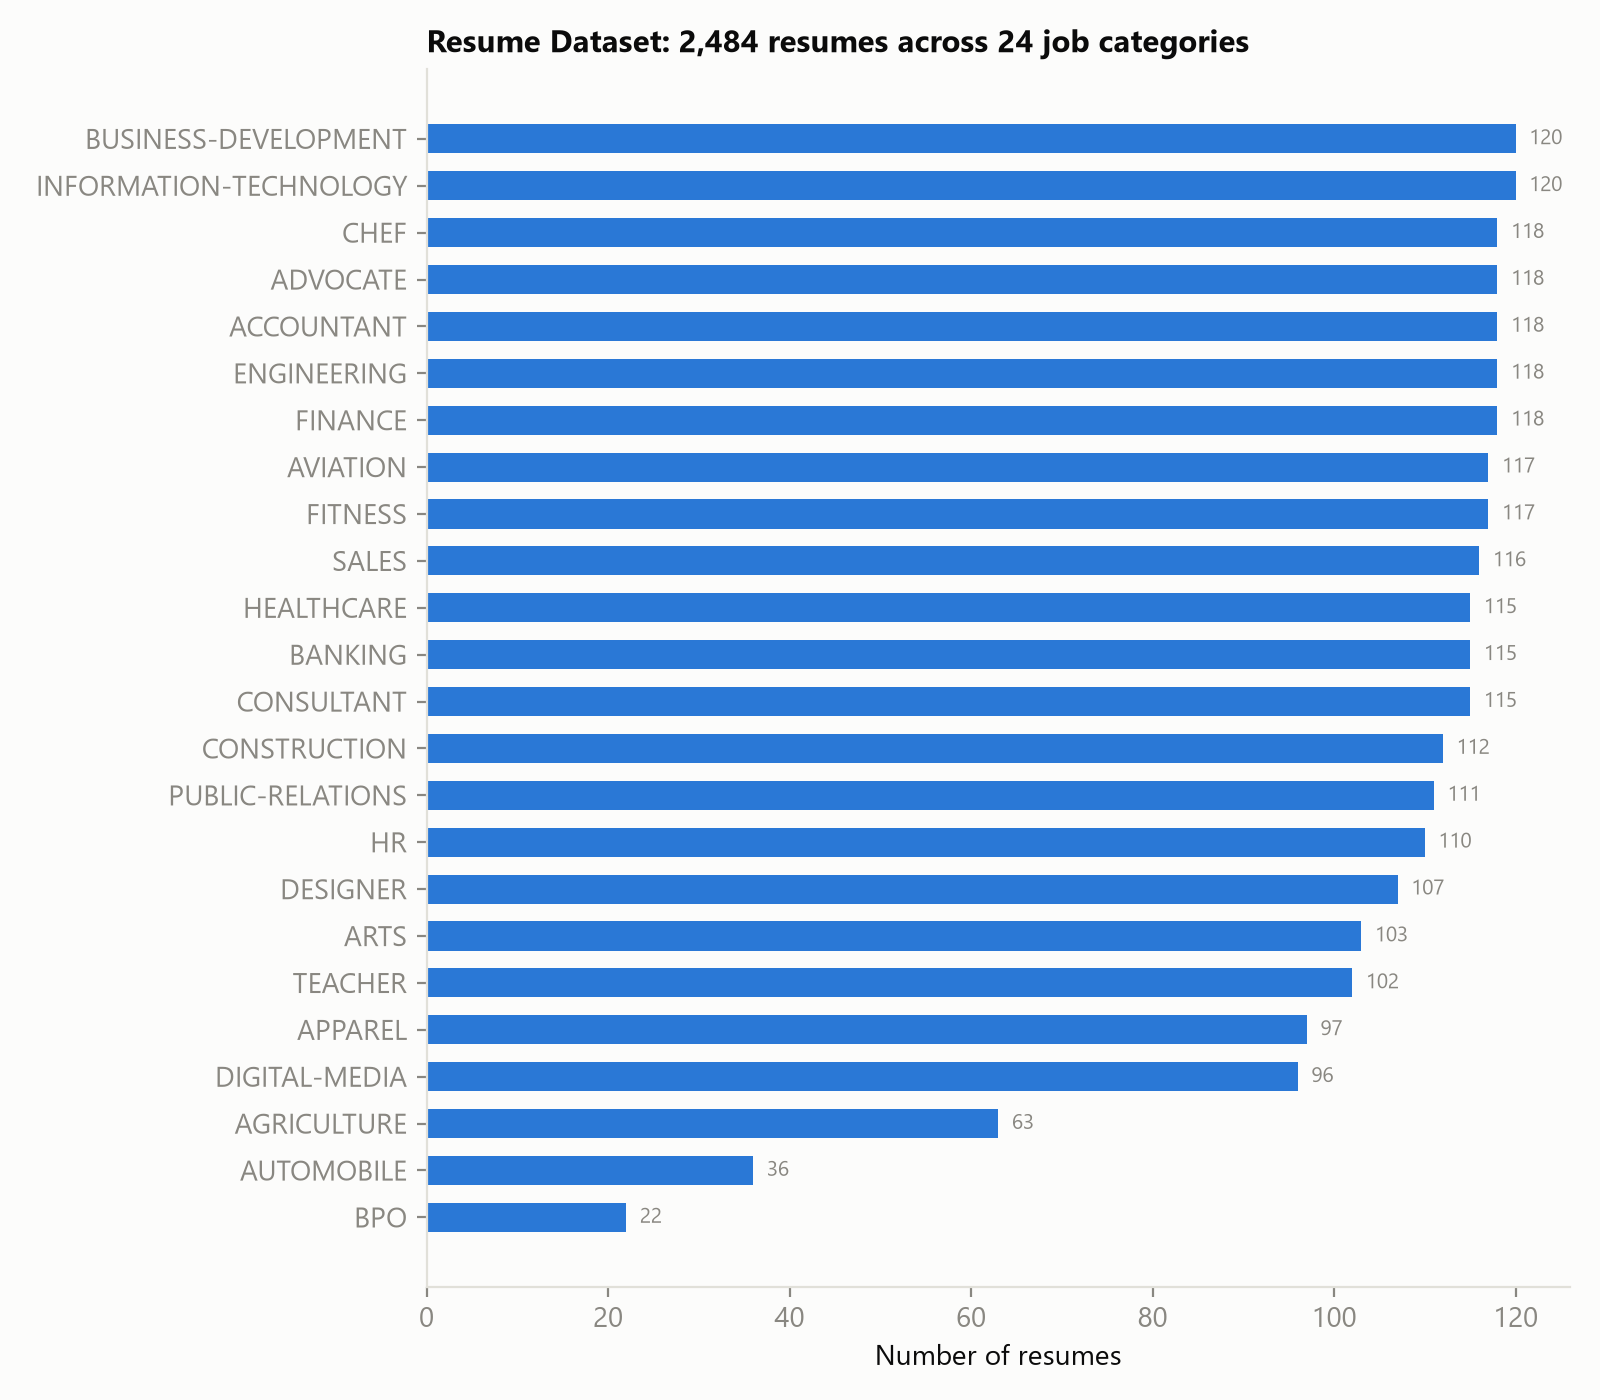 Resume Dataset: 2,484 resumes across 24 job categories
BUSINESS-DEVELOPMENT 120
INFORMATION-TECHNOLOGY 120
CHEF 118
ADVOCATE 118
ACCOUNTANT 118
ENGINEERING 118
FINANCE 118
AVIATION 117
FITNESS 117
SALES 116
HEALTHCARE 115
BANKING 115
CONSULTANT 115
CONSTRUCTION 112
PUBLIC-RELATIONS 111
HR 110
DESIGNER 107
ARTS 103
TEACHER 102
APPAREL 97
DIGITAL-MEDIA 96
AGRICULTURE 63
AUTOMOBILE 36
BPO 22
0 20 40 60 80 100 120
Number of resumes